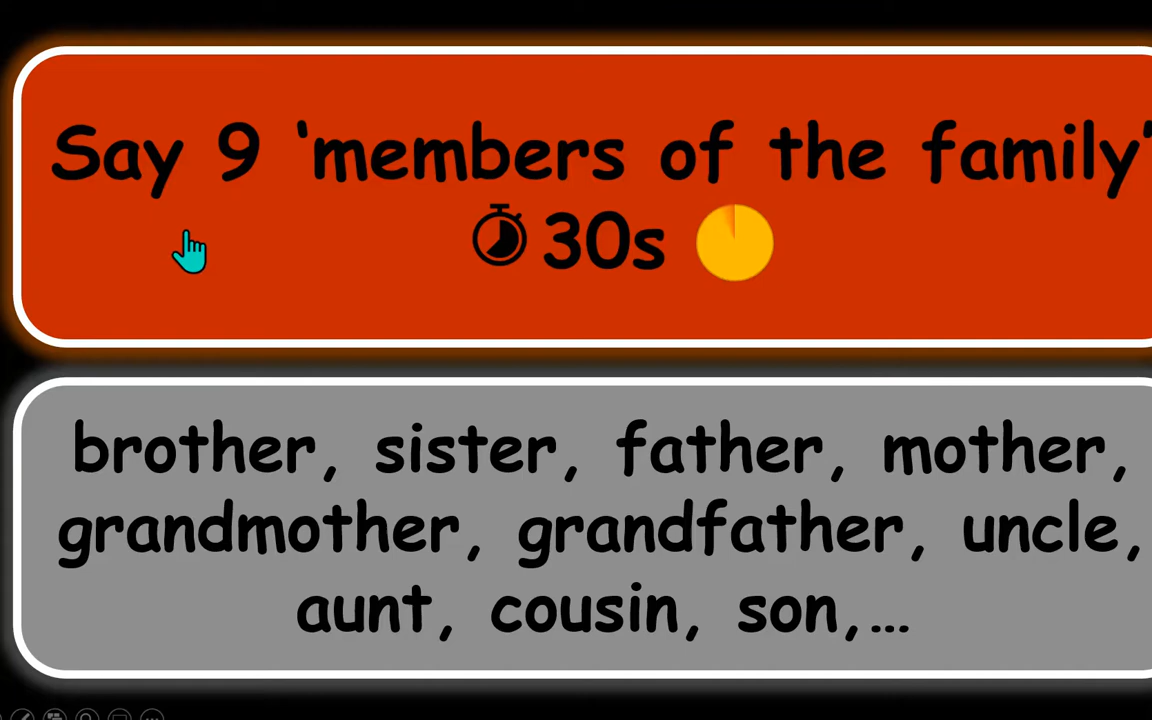 Say 9 ‘members of the family’
30s
brother, sister, father, mother,
grandmother, grandfather, uncle,
aunt, cousin, son,...